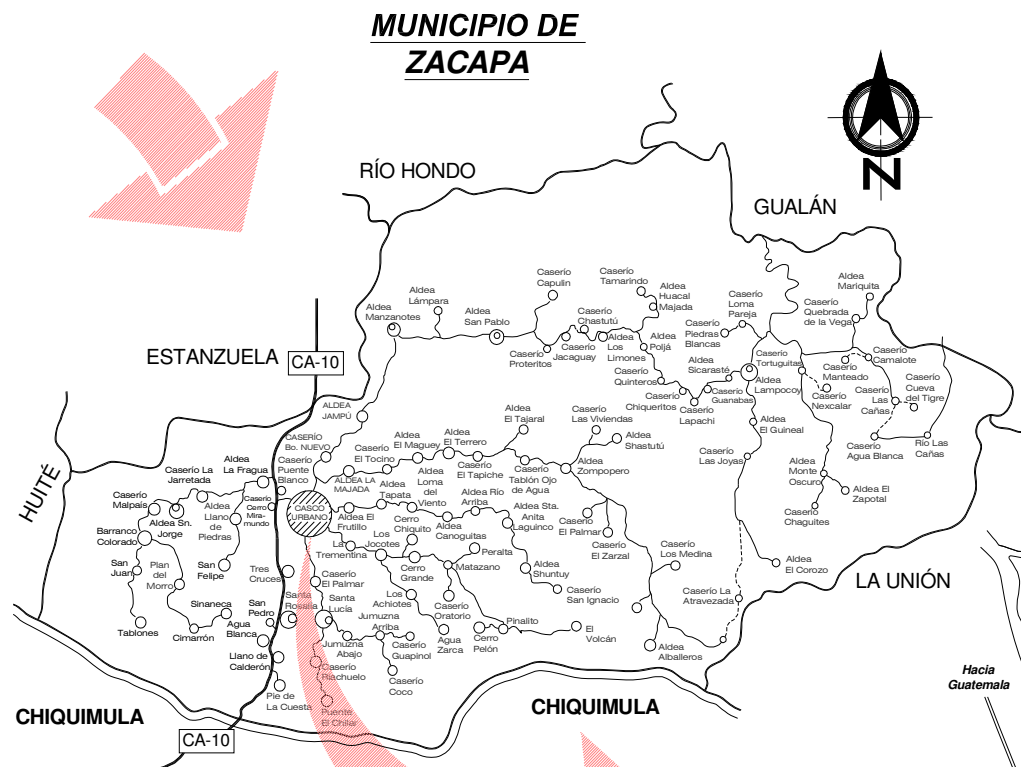 MUNICIPIO DE
ZACAPA
RÍO HONDO
GUALÁN
N
ESTANZUELA
CA-10
HUITÉ
LA UNIÓN
CHIQUIMULA
CHIQUIMULA
CA-10
Hacia
Guatemala
Aldea
Manzanotes
Aldea
Lámpara
Aldea
San Pablo
Caserío
Capulin
Caserío
Proteritos
Caserío
Jacaguay
Caserío
Chastutú
Aldea
Los
Limones
Caserío
Tamarindo
Aldea
Huacal
Majada
Aldea
Poljá
Caserío
Quinteros
Caserío
Chiqueritos
Caserío
Lapachi
Caserío
Guanabas
Aldea
Sicarasté
Caserío
Piedras
Blancas
Caserío
Loma
Pareja
Caserío
Tortuguitas
Aldea
Lampocoy
Aldea
El Guineal
Caserío
Las Joyas
Aldea
Mariquita
Caserío
Quebrada
de la Vega
Caserío
Camalote
Caserío
Manteado
Caserío
Nexcalar
Caserío
Las
Cañas
Caserío
Cueva
del Tigre
Caserío
Agua Blanca
Río Las
Cañas
Aldea
Monte
Oscuro
Aldea El
Zapotal
Caserío
Chaguites
Aldea
El Corozo
Caserío La
Atravezada
Caserío
Los Medina
Aldea
Alballeros
ALDEA
JAMPÚ
CASERÍO
Bo. NUEVO
Caserío
Puente
Blanco
ALDEA LA
MAJADA
Caserío
El Tocino
Aldea
El Maguey
Aldea
Loma
del
Viento
Aldea
El Terrero
Caserío
El Tapiche
Aldea
El Tajaral
Caserío
Tablón Ojo
de Agua
Caserío
Las Viviendas
Aldea
Shastutú
Aldea
Zompopero
Caserío
El Palmar
Caserío
El Zarzal
CASCO
URBANO
Aldea El
Frutillo
Aldea
Tapata
Cerro
Chiquito
Aldea
Canoguitas
Aldea Río
Arriba
Aldea Sta.
Anita
Laguinco
Aldea
Shuntuy
Caserío
San Ignacio
La
Trementina
Los
Jocotes
Cerro
Grande
Peralta
Matazano
Caserío
Oratorio
Los
Achiotes
Agua
Zarca
Cerro
Pelón
Pinalito
El
Volcán
Caserío
El Palmar
Santa
Lucía
Santa
Rosalía
Jumuzna
Abajo
Jumuzna
Arriba
Caserío
Guapinol
Caserío
Coco
Caserío
Riachuelo
Puente
El Chilar
Aldea
La Fragua
Caserío La
Jarretada
Caserío
Malpaís
Aldea Sn.
Jorge
Aldea
Llano
de
Piedras
Caserío
Cerro
Mira-
mundo
Barranco
Colorado
San
Juan
Plan
del
Morro
San
Felipe
Tablones
Cimarrón
Sinaneca
Tres
Cruces
San
Pedro
Agua
Blanca
Llano de
Calderón
Pie de
La Cuesta